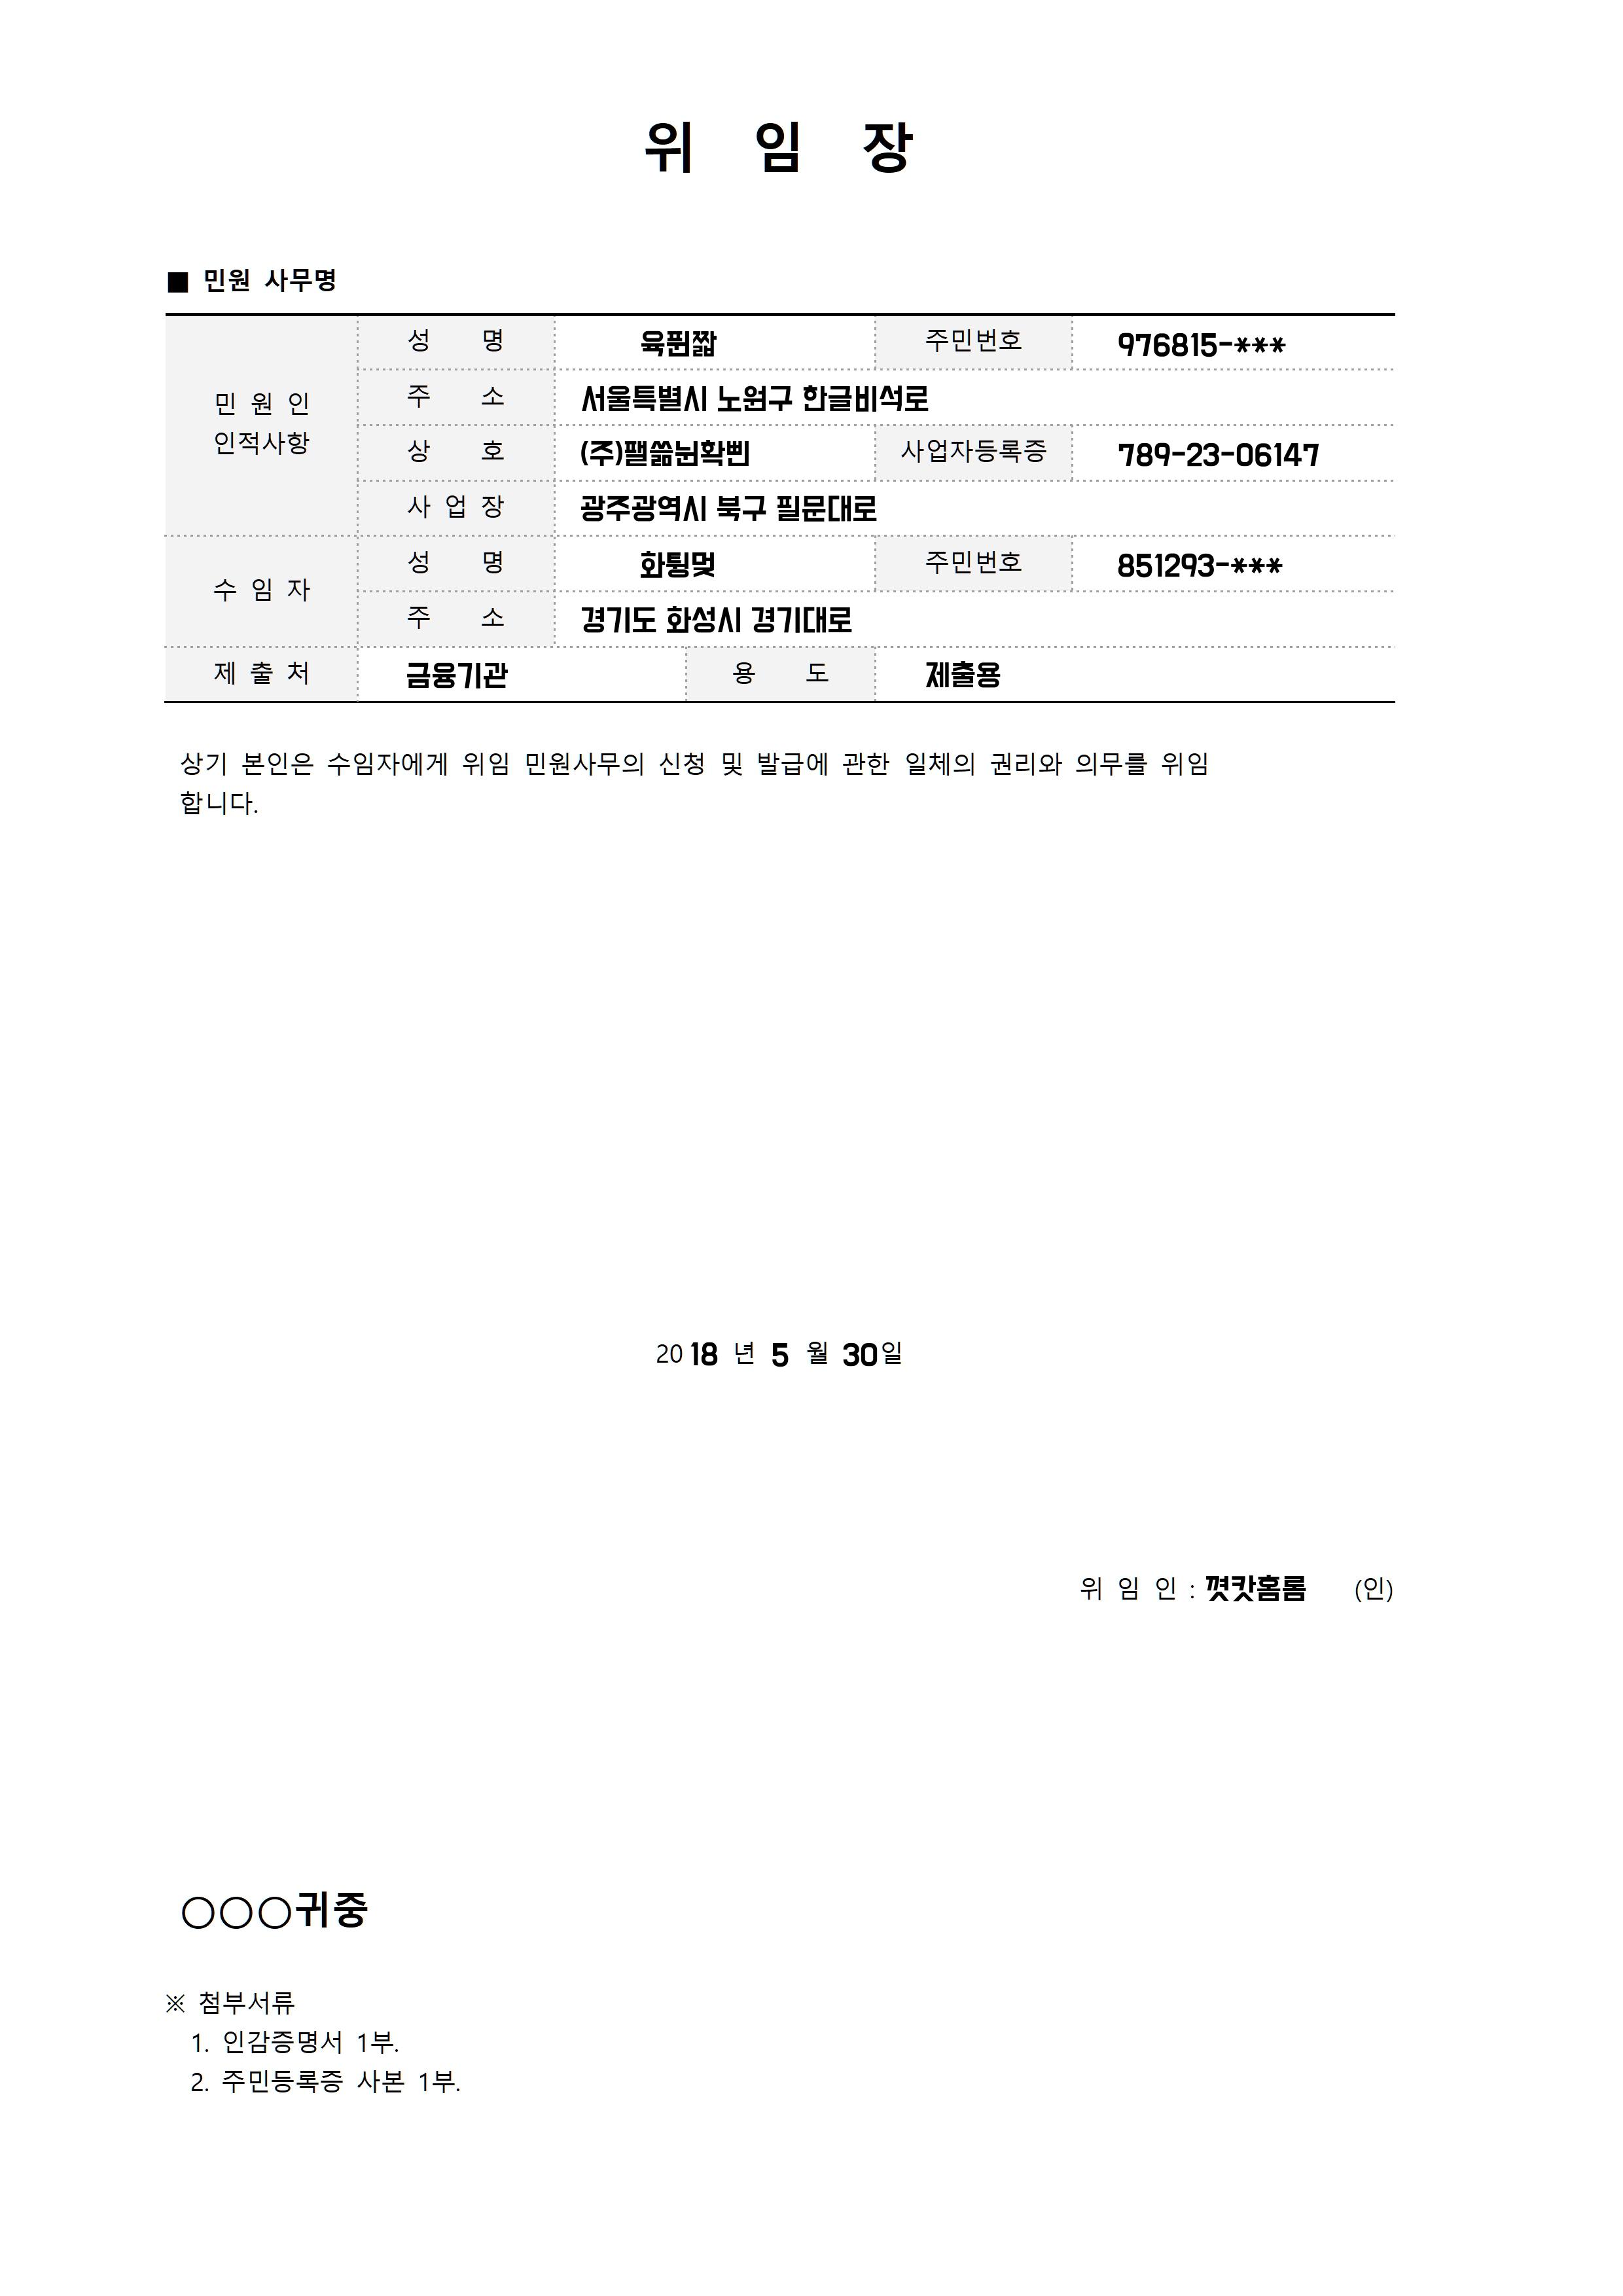 위 임 장
■ 민원 사무명
민 원 인 인적사항
성 명 육퓜짧 주민번호 976815-***
주 소 서울특별시 노원구 한글비석로
상 호 사업자등록증 789-23-06147
사 업 장 광주광역시 북구 필문대로
수 임 자
성 명 화튕멎 주민번호 851293-***
주 소 경기도 화성시 경기대로
제 출 처 금융기관 용 도 제출용
상기 본인은 수임자에게 위임 민원사무의 신청 및 발급에 관한 일체의 권리와 의무를 위임
합니다.
2018 년 5 월 30일
위 임 인 : 꼇캇홈롬 (인)
○○○귀중
※ 첨부서류
1. 인감증명서 1부.
2. 주민등록증 사본 1부.